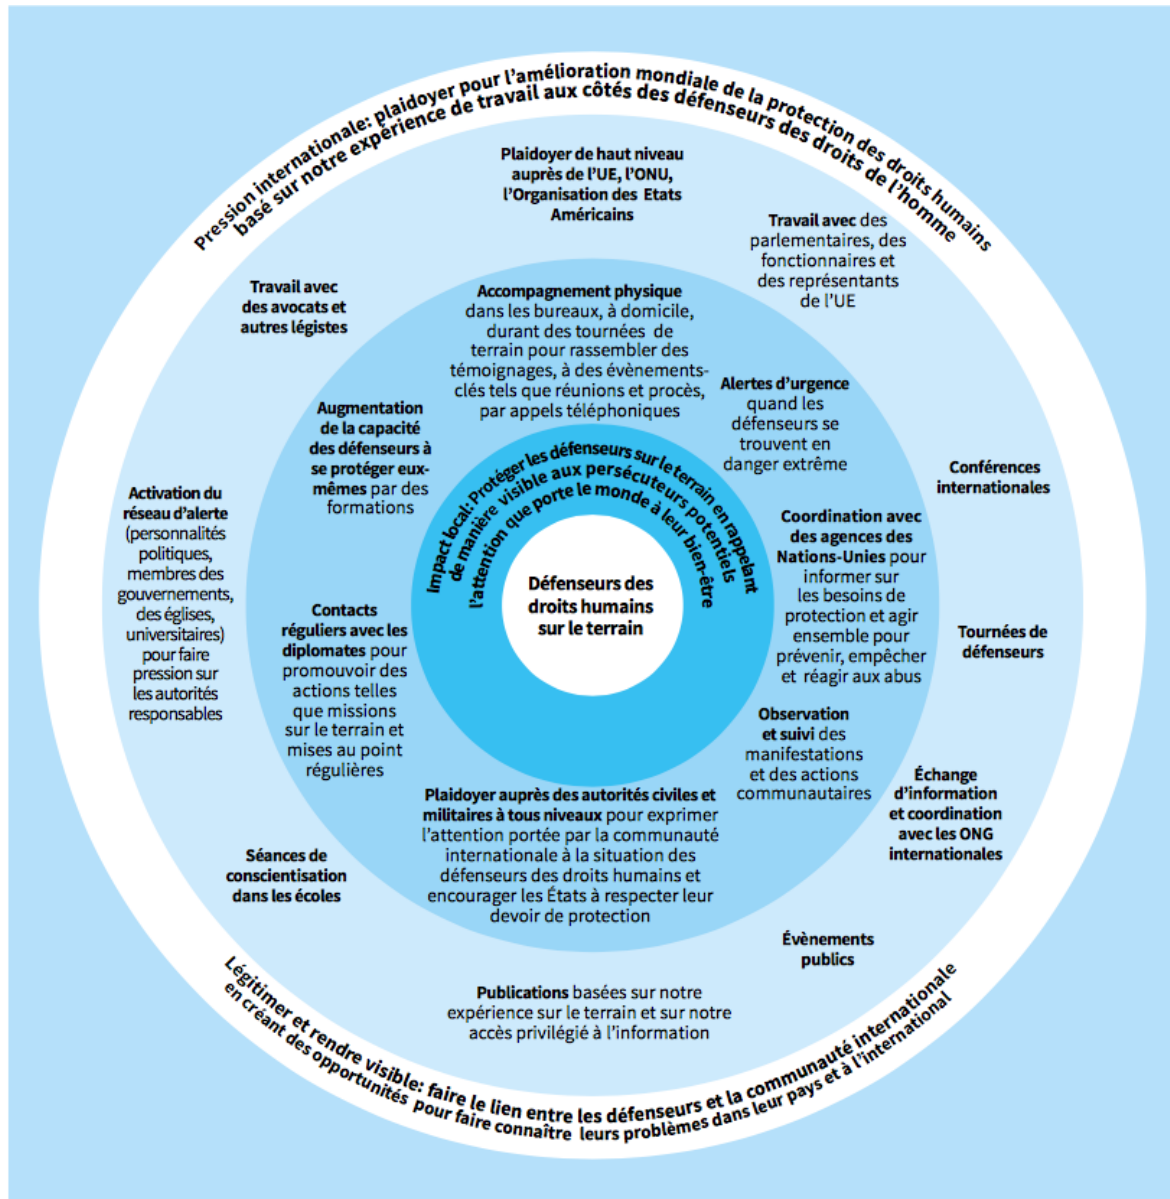 Pression internationale: plaidoyer pour l'amélioration mondiale de la protection des droits humains
basé sur notre expérience de travail aux côtés des défenseurs des droits de l'homme
Plaidoyer de haut niveau
auprès de l'UE, l'ONU,
l'Organisation des Etats
Américains
Travail avec des
parlementaires, des
fonctionnaires et
des représentants
de l'UE
Travail avec
des avocats et
autres légistes
Accompagnement physique
dans les bureaux, à domicile,
durant des tournées de
terrain pour rassembler des
témoignages, à des évènements-
clés tels que réunions et procès,
par appels téléphoniques
Alertes d'urgence
quand les
défenseurs se
trouvent en
danger extrême
Augmentation
de la capacité
des défenseurs à
se protéger eux-
mêmes par des
formations
Impact local: Protéger les défenseurs sur le terrain en rappelant
de manière visible aux persécuteurs potentiels
l'attention que porte le monde à leur bien-être
Conférences
internationales
Activation du
réseau d'alerte
(personnalités
politiques,
membres des
gouvernements,
des églises,
universitaires)
pour faire
pression sur
les autorités
responsables
Coordination avec
des agences des
Nations-Unies pour
informer sur
les besoins de
protection et agir
ensemble pour
prévenir, empêcher
et réagir aux abus
Défenseurs des
droits humains
sur le terrain
Contacts
réguliers avec les
diplomates pour
promouvoir des
actions telles
que missions
sur le terrain et
mises au point
régulières
Tournées de
défenseurs
Observation
et suivi des
manifestations
et des actions
communautaires
Échange
d'information
et coordination
avec les ONG
internationales
Plaidoyer auprès des autorités civiles et
militaires à tous niveaux pour exprimer
l'attention portée par la communauté
internationale à la situation des
défenseurs des droits humains et
encourager les États à respecter leur
devoir de protection
Séances de
conscientisation
dans les écoles
Évènements
publics
Publications basées sur notre
expérience sur le terrain et sur notre
accès privilégié à l'information
Légitimer et rendre visible: faire le lien entre les défenseurs et la communauté internationale
en créant des opportunités pour faire connaître leurs problèmes dans leur pays et à l'international